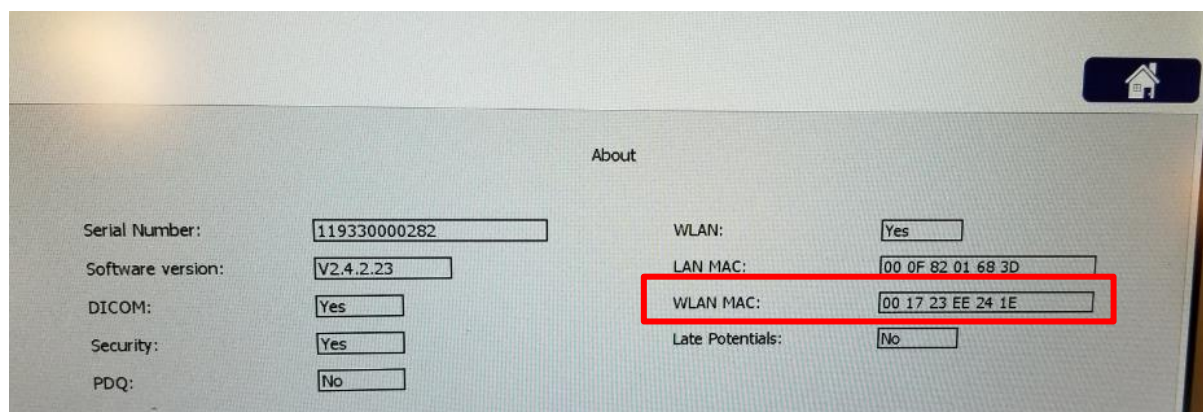 About
Serial Number: 119330000282
WLAN: Yes
Software version: V2.4.2.23
LAN MAC: 00 0F 82 01 68 3D
DICOM: Yes
WLAN MAC: 00 17 23 EE 24 1E
Security: Yes
Late Potentials: No
PDQ: No